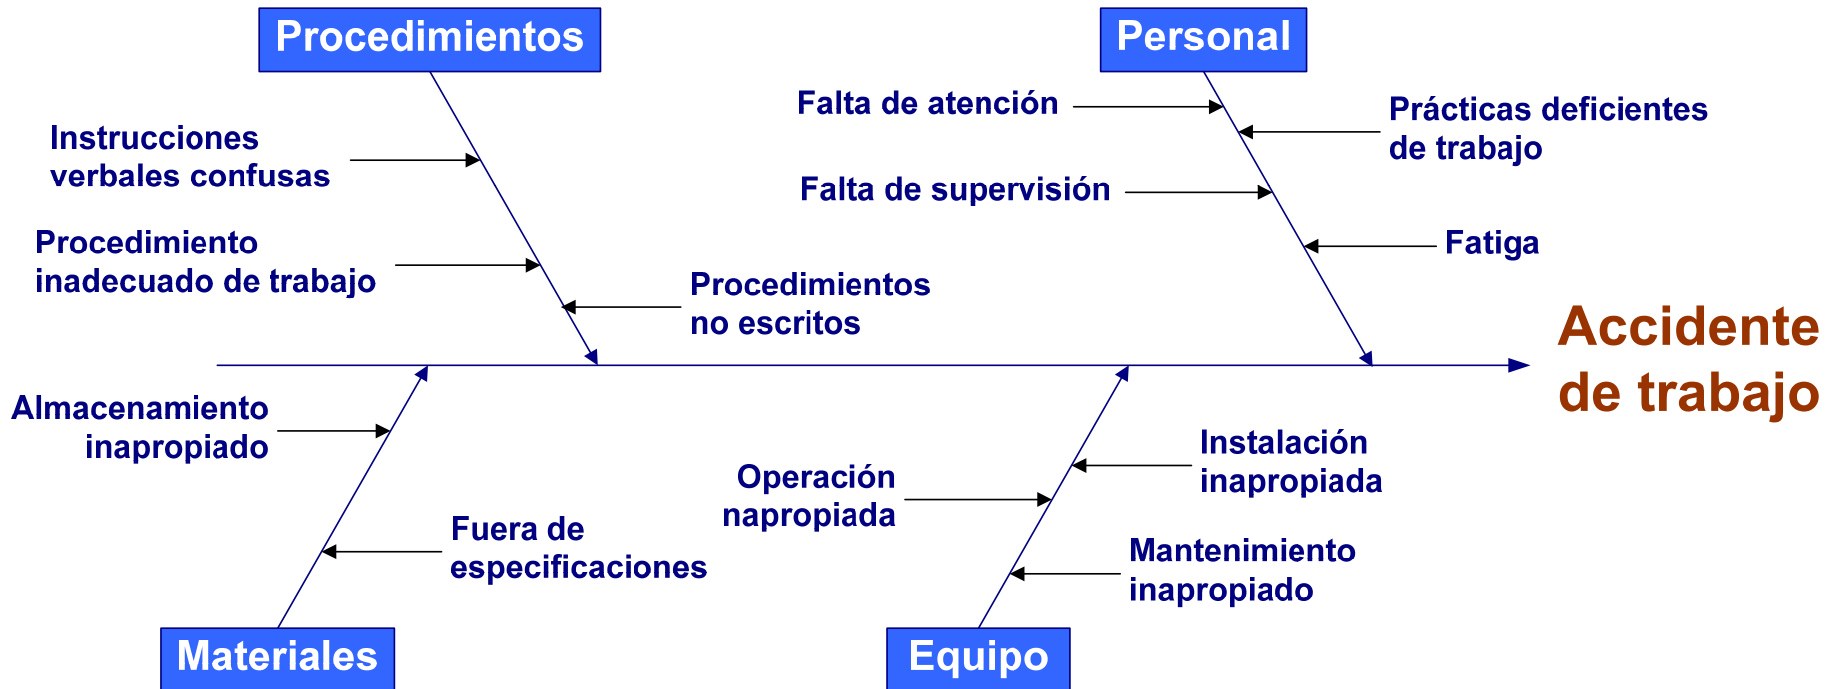 Procedimientos
Personal
Falta de atención
Prácticas deficientes
de trabajo
Instrucciones
verbales confusas
Falta de supervisión
Procedimiento
inadecuado de trabajo
Fatiga
Procedimientos
no escritos
Accidente
de trabajo
Almacenamiento
inapropiado
Instalación
inapropiada
Operación
napropiada
Fuera de
especificaciones
Mantenimiento
inapropiado
Materiales
Equipo